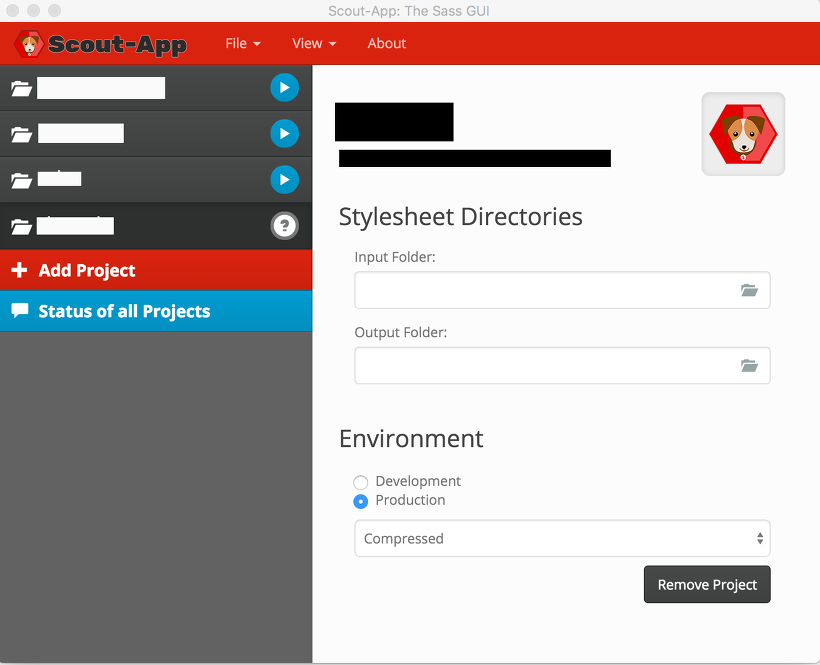 Scout-App: The Sass GUI
Scout-App File View About
?
Add Project
Status of all Projects
Stylesheet Directories
Input Folder:
Output Folder:
Environment
Development
Production
Compressed
Remove Project